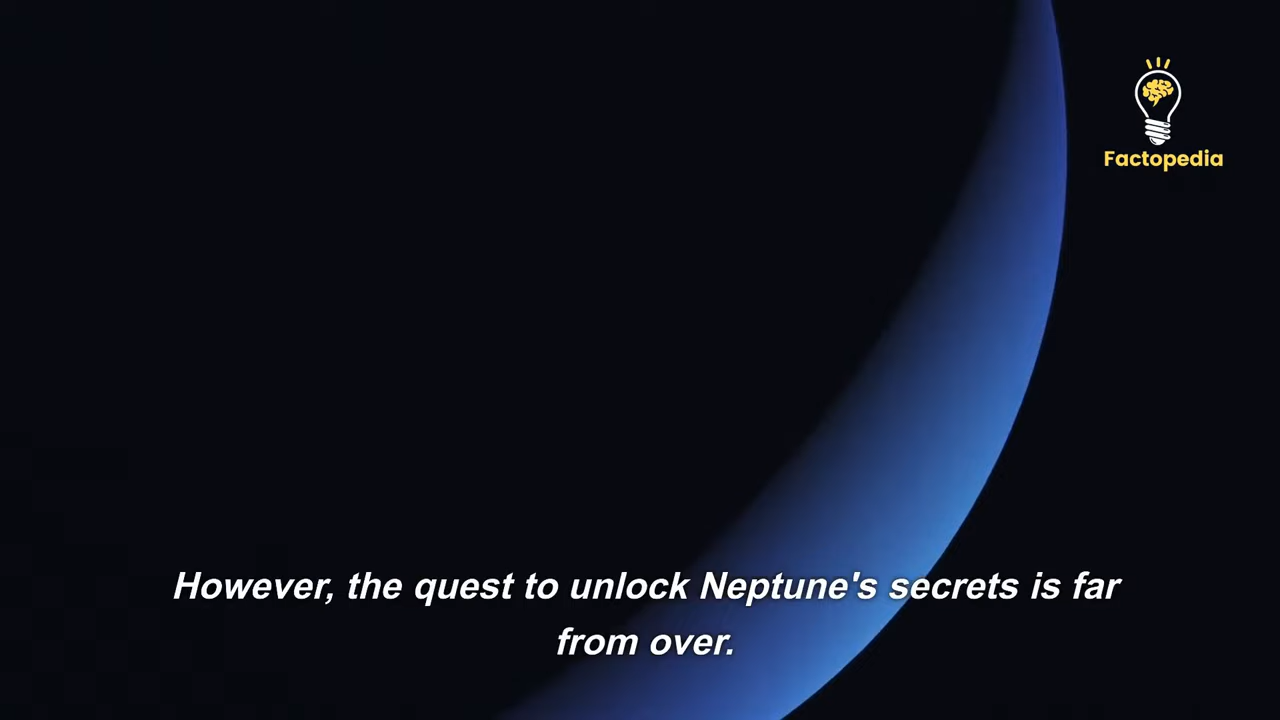 Factopedia
However, the quest to unlock Neptune's secrets is far
from over.